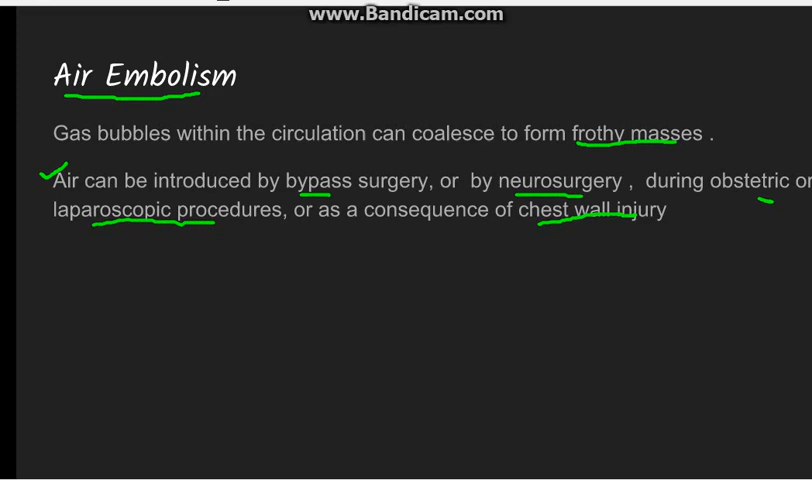 www.Bandicam.com
Air Embolism
Gas bubbles within the circulation can coalesce to form frothy masses .
Air can be introduced by bypass surgery, or by neurosurgery , during obstetric or
laparoscopic procedures, or as a consequence of chest wall injury